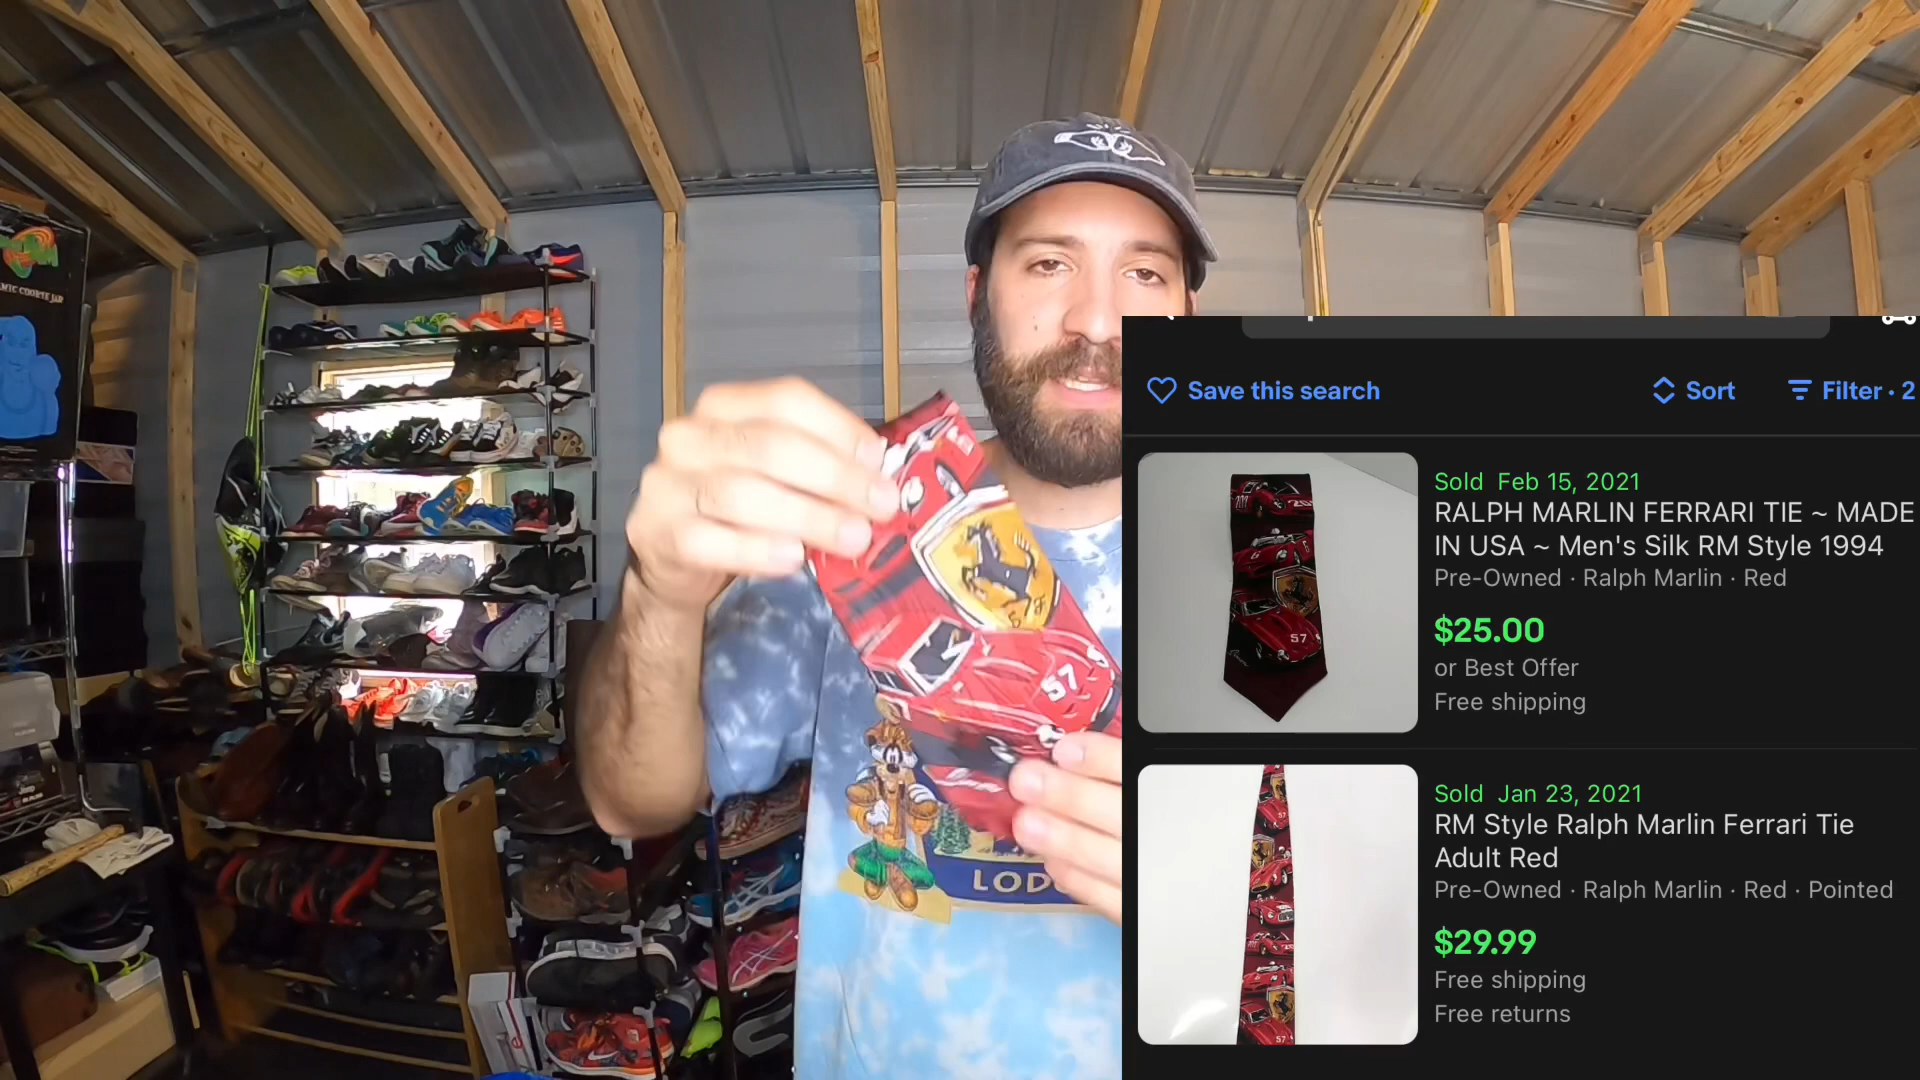 Save this search
Sort
Filter · 2
Sold Feb 15, 2021
RALPH MARLIN FERRARI TIE ~ MADE
IN USA ~ Men's Silk RM Style 1994
Pre-Owned · Ralph Marlin · Red
$25.00
or Best Offer
Free shipping
Sold Jan 23, 2021
RM Style Ralph Marlin Ferrari Tie
Adult Red
Pre-Owned · Ralph Marlin · Red · Pointed
$29.99
Free shipping
Free returns
57
57
57
57